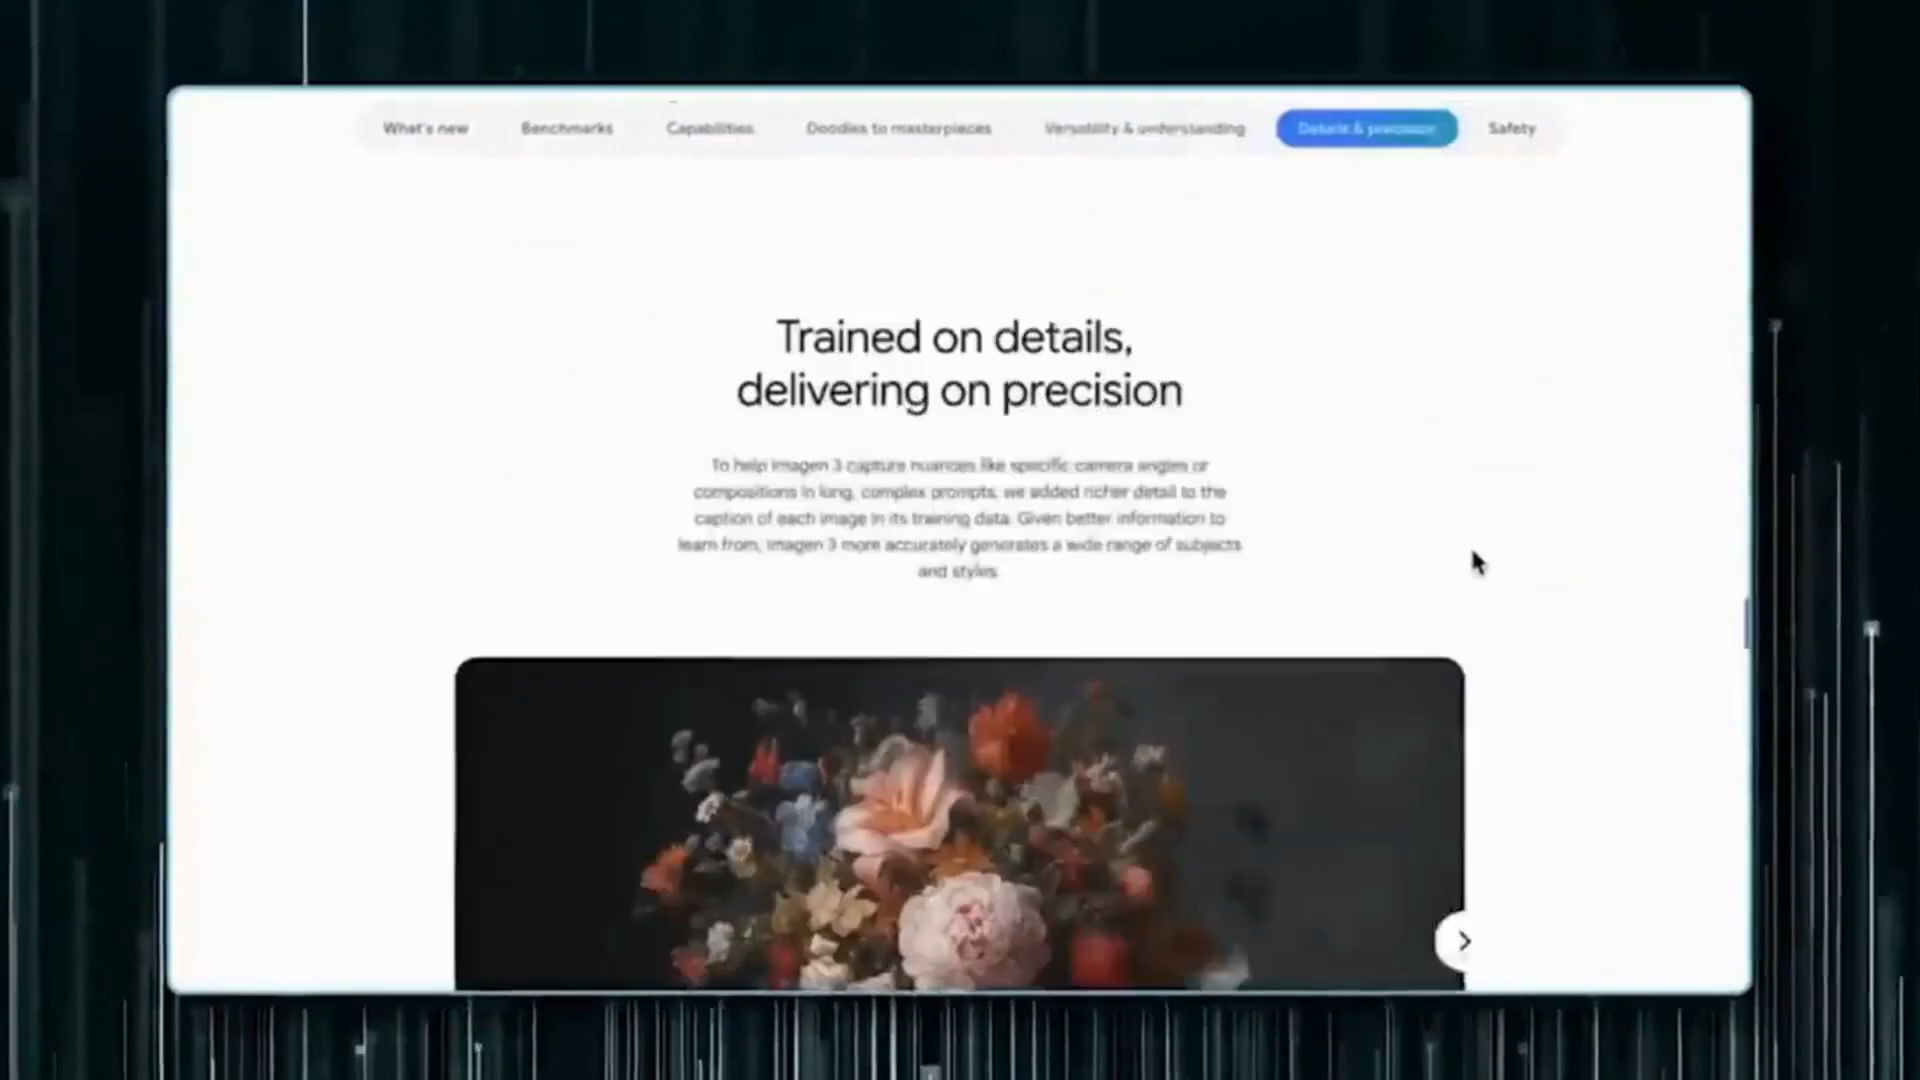 What's new
Benchmarks
Capabilities
Doodles to masterpieces
Versatility & understanding
Details & precision
Safety
Trained on details,
delivering on precision
To help Imagen 3 capture nuances like specific camera angles or
compositions in long, complex prompts, we added richer detail to the
caption of each image in its training data. Given better information to
learn from, Imagen 3 more accurately generates a wide range of subjects
and styles.